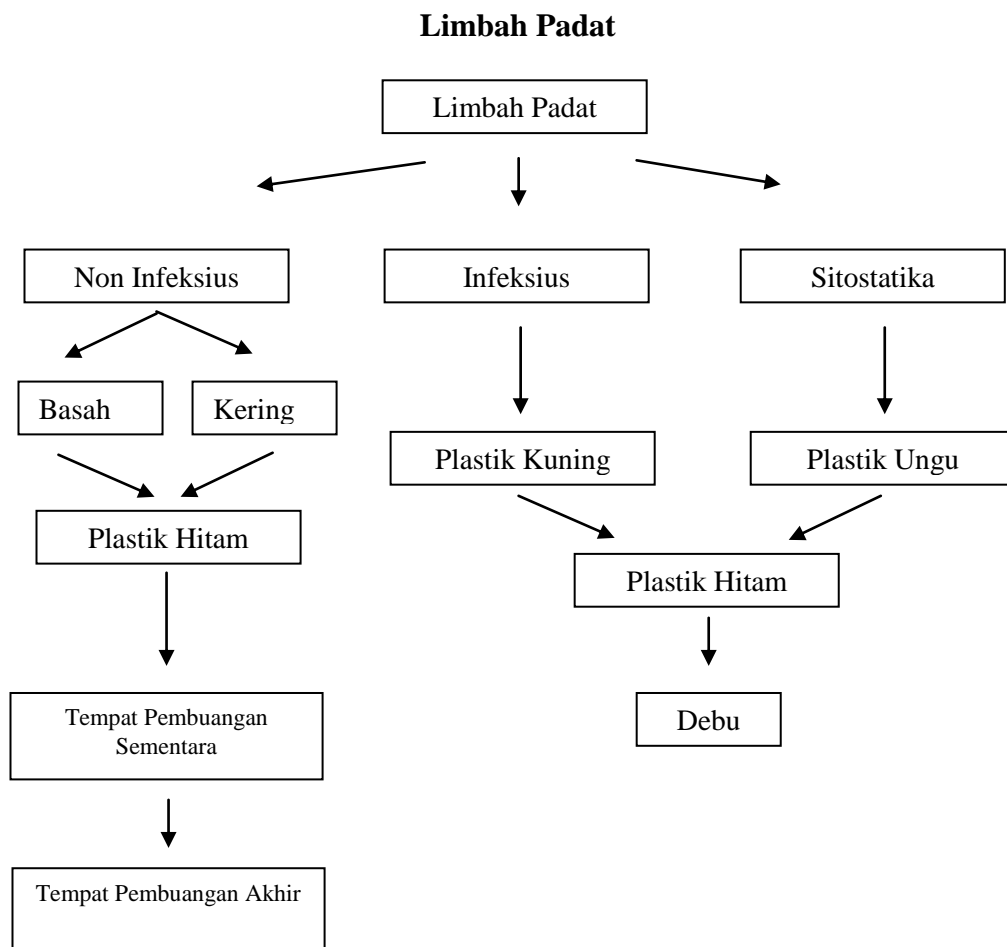 Limbah Padat
Limbah Padat
Non Infeksius
Infeksius
Sitostatika
Basah
Kering
Plastik Kuning
Plastik Ungu
Plastik Hitam
Plastik Hitam
Tempat Pembuangan
Sementara
Debu
Tempat Pembuangan Akhir